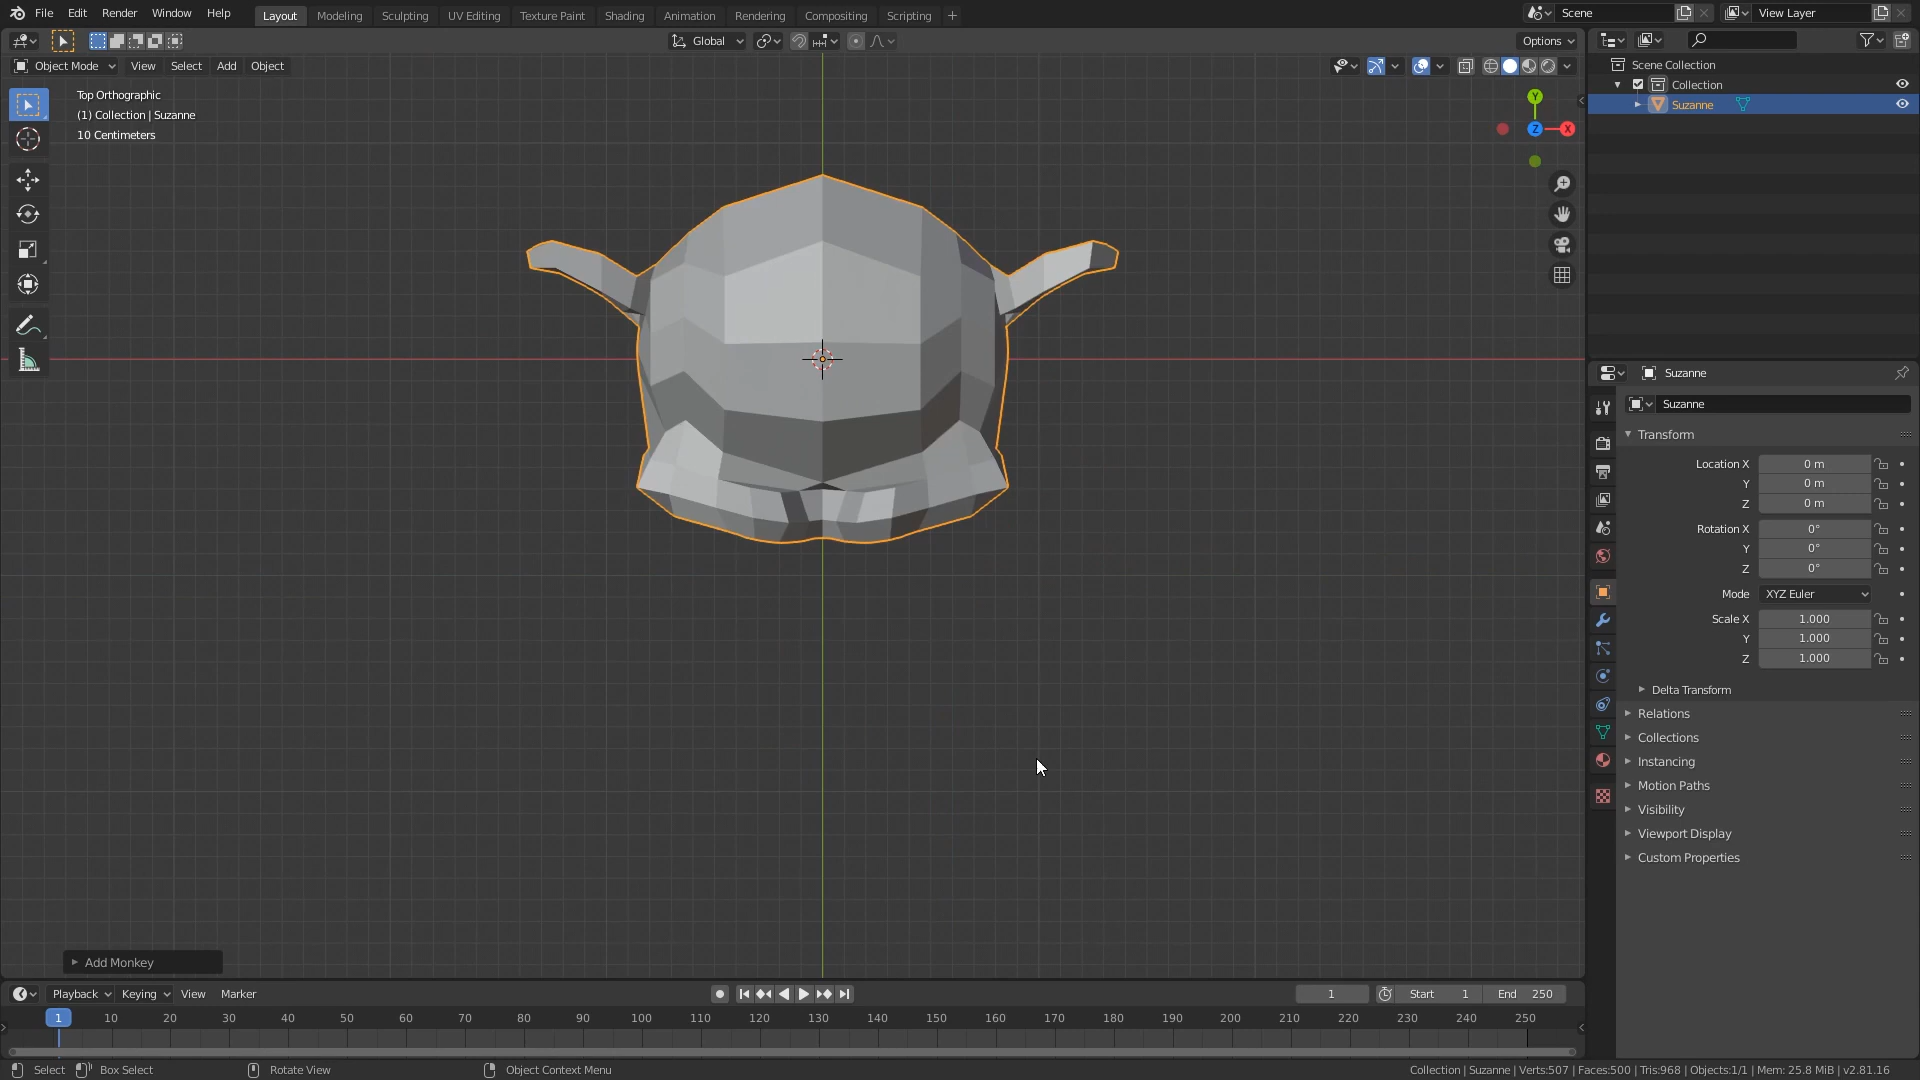 File Edit Render Window Help
Layout Modeling Sculpting UV Editing Texture Paint Shading Animation Rendering Compositing Scripting +
Scene
View Layer
Global
Options
Object Mode View Select Add Object
Top Orthographic
(1) Collection | Suzanne
10 Centimeters
Y
Z
X
Add Monkey
Scene Collection
Collection
Suzanne
Suzanne
Suzanne
Transform
Location X 0 m
Y 0 m
Z 0 m
Rotation X 0°
Y 0°
Z 0°
Mode XYZ Euler
Scale X 1.000
Y 1.000
Z 1.000
Delta Transform
Relations
Collections
Instancing
Motion Paths
Visibility
Viewport Display
Custom Properties
Playback Keying View Marker
1
Start 1
End 250
1 10 20 30 40 50 60 70 80 90 100 110 120 130 140 150 160 170 180 190 200 210 220 230 240 250
Select Box Select Rotate View Object Context Menu
Collection | Suzanne | Verts:507 | Faces:500 | Tris:968 | Objects:1/1 | Mem: 25.8 MiB | v2.81.16